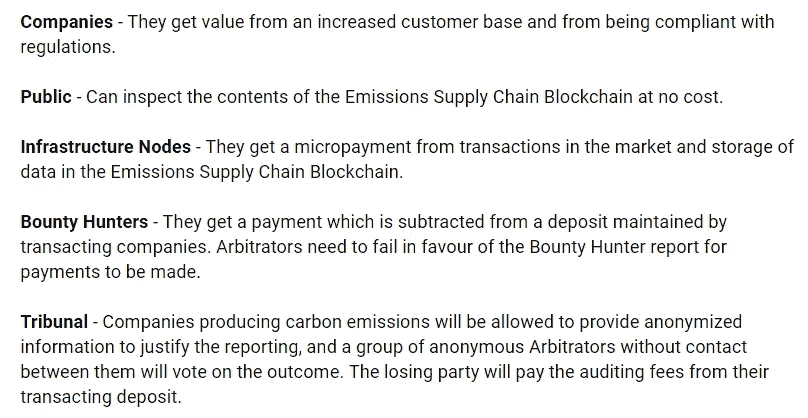 Companies - They get value from an increased customer base and from being compliant with
regulations.
Public - Can inspect the contents of the Emissions Supply Chain Blockchain at no cost.
Infrastructure Nodes - They get a micropayment from transactions in the market and storage of
data in the Emissions Supply Chain Blockchain.
Bounty Hunters - They get a payment which is subtracted from a deposit maintained by
transacting companies. Arbitrators need to fail in favour of the Bounty Hunter report for
payments to be made.
Tribunal - Companies producing carbon emissions will be allowed to provide anonymized
information to justify the reporting, and a group of anonymous Arbitrators without contact
between them will vote on the outcome. The losing party will pay the auditing fees from their
transacting deposit.